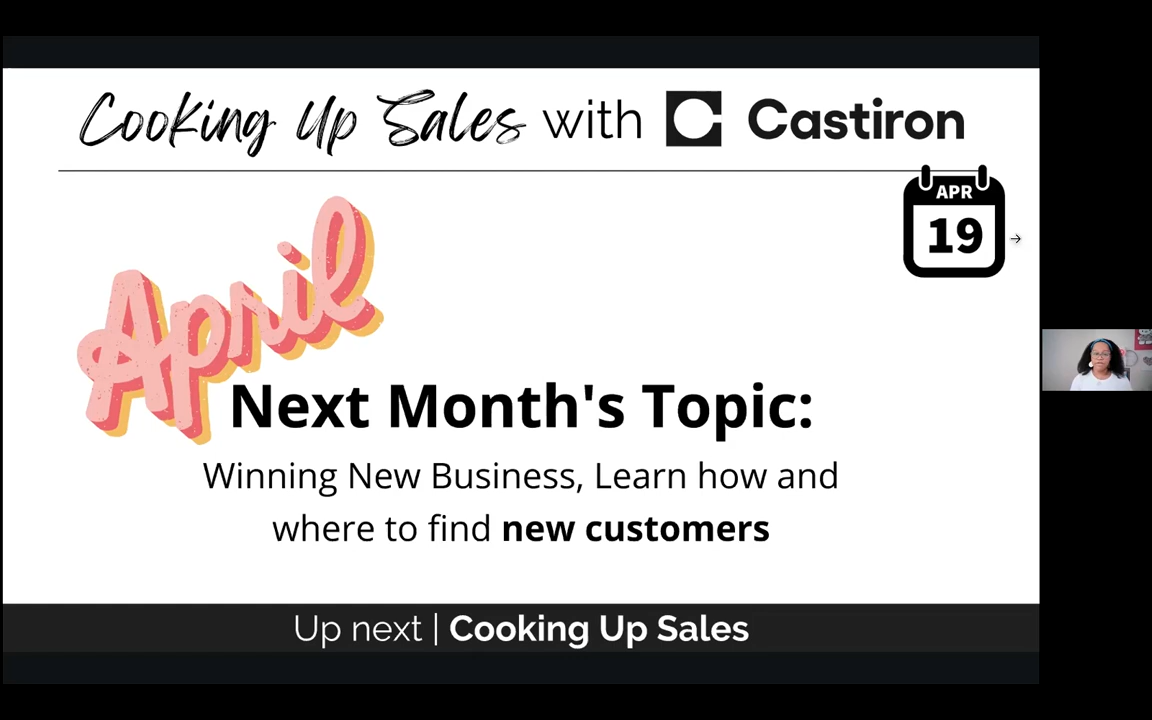 Cooking Up Sales with Castiron
APR
19
April
Next Month's Topic:
Winning New Business, Learn how and
where to find new customers
Up next | Cooking Up Sales